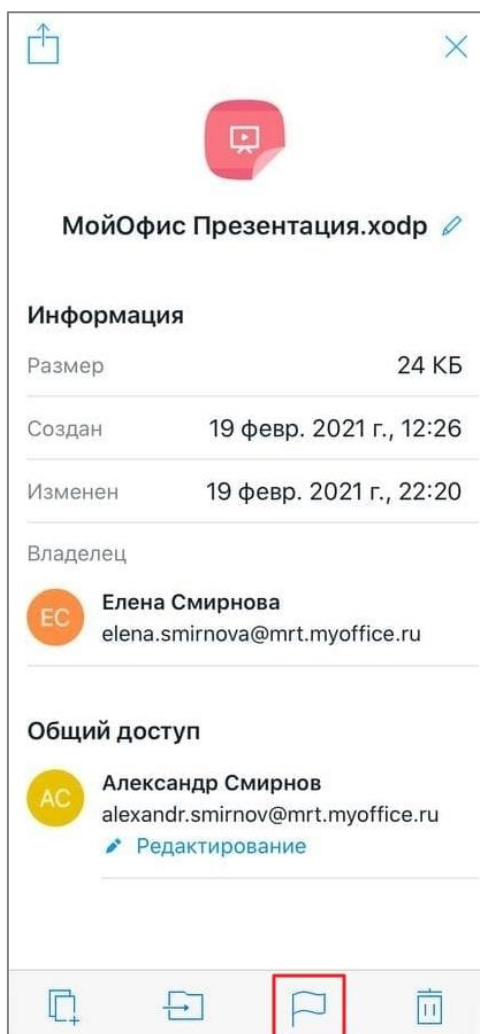 МойОфис Презентация.xodp
Информация
Размер 24 КБ
Создан 19 февр. 2021 г., 12:26
Изменен 19 февр. 2021 г., 22:20
Владелец
ЕС Елена Смирнова
elena.smirnova@mrt.myoffice.ru
Общий доступ
АС Александр Смирнов
alexandr.smirnov@mrt.myoffice.ru
Редактирование